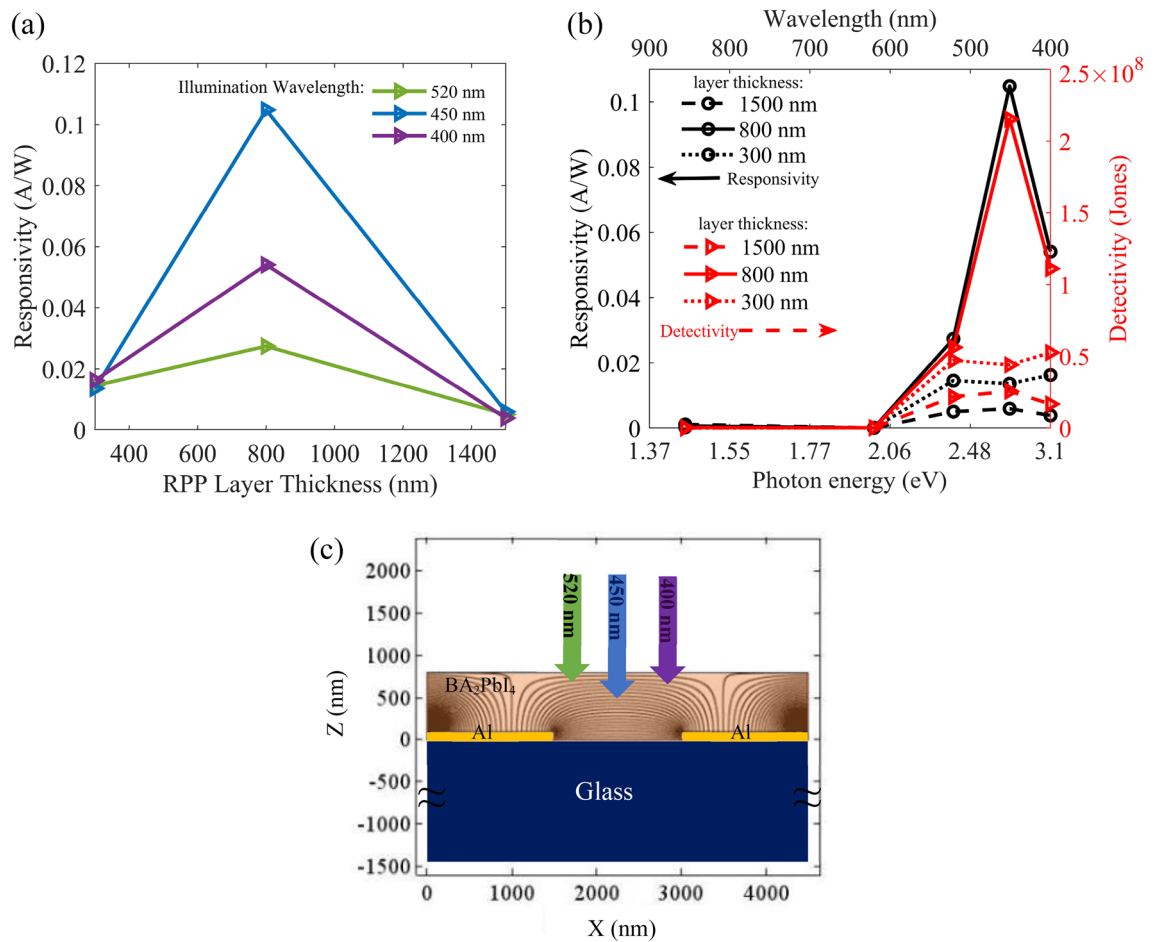 (a)
0.12
0.1
0.08
0.06
0.04
0.02
0
Responsivity (A/W)
Illumination Wavelength:
520 nm
450 nm
400 nm
400
600
800
1000
1200
1400
RPP Layer Thickness (nm)
(b)
Wavelength (nm)
900
800
700
600
500
400
0.1
0.08
0.06
0.04
0.02
0
Responsivity (A/W)
layer thickness:
1500 nm
800 nm
300 nm
Responsivity
layer thickness:
1500 nm
800 nm
300 nm
Detectivity
2.5×10⁸
2
1.5
1
0.5
0
Detectivity (Jones)
1.37
1.55
1.77
2.06
2.48
3.1
Photon energy (eV)
(c)
2000
1500
1000
500
0
-500
-1000
-1500
Z (nm)
520 nm
450 nm
400 nm
BA₂PbI₄
Al
Al
Glass
0
1000
2000
3000
4000
X (nm)